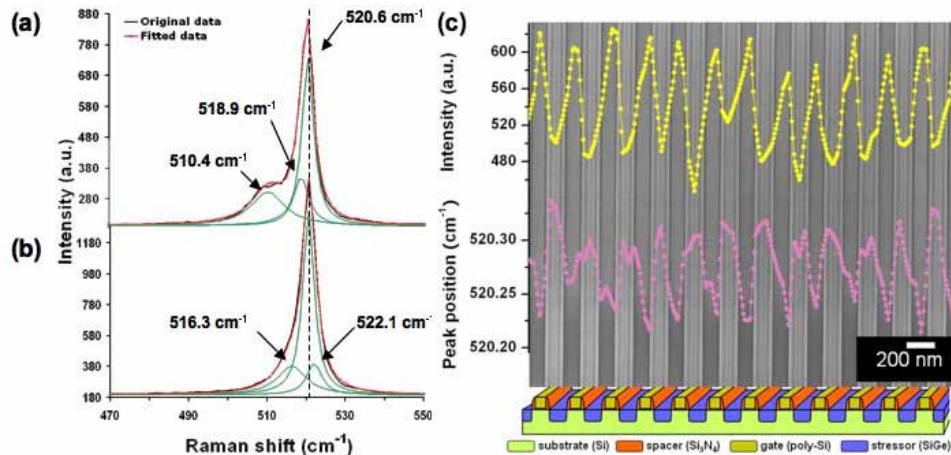 (a)
Original data
Fitted data
520.6 cm⁻¹
518.9 cm⁻¹
510.4 cm⁻¹
880
780
680
580
480
380
280
180
Intensity (a.u.)
(b)
516.3 cm⁻¹
522.1 cm⁻
1180
1080
780
680
580
380
180
470
490
510
530
550
Raman shift (cm⁻¹)
(c)
600
560
520
480
Intensity (a.u.)
520.30
520.25
520.20
Peak position (cm⁻¹)
200 nm
substrate (Si) spacer (Si₃N₄) gate (poly-Si) stressor (SiGe)